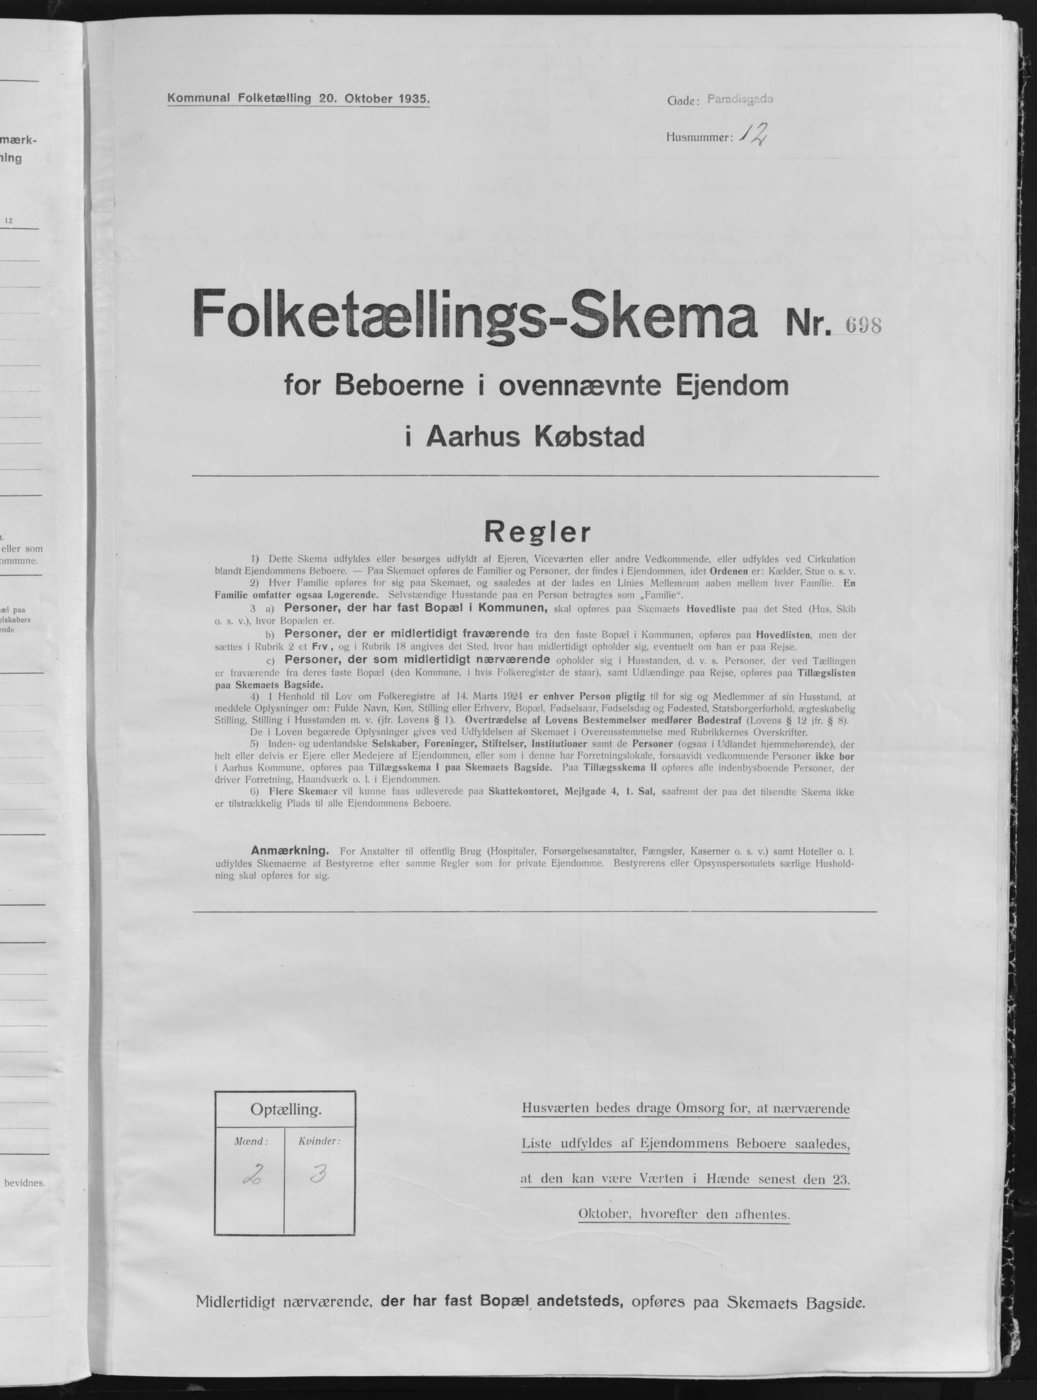 Kommunal Folketælling 20. Oktober 1935.
Gade: Paradisgade
Husnummer: 12
mærk-
ning
12
eller som
ommune.
æl paa
elskabers
ende
bevidnes.
Folketællings-Skema Nr. 698
for Beboerne i ovennævnte Ejendom
i Aarhus Købstad
Regler
1) Dette Skema udfyldes eller besørges udfyldt af Ejeren, Viceværten eller andre Vedkommende, eller udfyldes ved Cirkulation
blandt Ejendommens Beboere. — Paa Skemaet opføres de Familier og Personer, der findes i Ejendommen, idet Ordenen er: Kælder, Stue o. s. v.
2) Hver Familie opføres for sig paa Skemaet, og saaledes at der lades en Linies Mellemrum aaben mellem hver Familie. En
Familie omfatter ogsaa Logerende. Selvstændige Husstande paa en Person betragtes som „Familie“.
3 a) Personer, der har fast Bopæl i Kommunen, skal opføres paa Skemaets Hovedliste paa det Sted (Hus, Skib
o. s. v.), hvor Bopælen er.
b) Personer, der er midlertidigt fraværende fra den faste Bopæl i Kommunen, opføres paa Hovedlisten, men der
sættes i Rubrik 2 et Frv., og i Rubrik 18 angives det Sted, hvor han midlertidigt opholder sig, eventuelt om han er paa Rejse.
c) Personer, der som midlertidigt nærværende opholder sig i Husstanden, d. v. s. Personer, der ved Tællingen
er fraværende fra deres faste Bopæl (den Kommune, i hvis Folkeregister de staar), samt Udlændinge paa Rejse, opføres paa Tillægslisten
paa Skemaets Bagside.
4) I Henhold til Lov om Folkeregistre af 14. Marts 1924 er enhver Person pligtig til for sig og Medlemmer af sin Husstand, at
meddele Oplysninger om: Fulde Navn, Køn, Stilling eller Erhverv, Bopæl, Fødselsaar, Fødselsdag og Fødested, Statsborgerforhold, ægteskabelig
Stilling, Stilling i Husstanden m. v. (jfr. Lovens § 1). Overtrædelse af Lovens Bestemmelser medfører Bødestraf (Lovens § 12 jfr. § 8).
De i Loven begærede Oplysninger gives ved Udfyldelsen af Skemaet i Overensstemmelse med Rubrikkernes Overskrifter.
5) Inden- og udenlandske Selskaber, Foreninger, Stiftelser, Institutioner samt de Personer (ogsaa i Udlandet hjemmehørende), der
helt eller delvis er Ejere eller Medejere af Ejendommen, eller som i denne har Forretningslokale, forsaavidt vedkommende Personer ikke bor
i Aarhus Kommune, opføres paa Tillægsskema I paa Skemaets Bagside. Paa Tillægsskema II opføres alle indenbysboende Personer, der
driver Forretning, Haandværk o. l. i Ejendommen.
6) Flere Skemaer vil kunne faas udleverede paa Skattekontoret, Mejlgade 4, 1. Sal, saafremt der paa det tilsendte Skema ikke
er tilstrækkelig Plads til alle Ejendommens Beboere.
Anmærkning. For Anstalter til offentlig Brug (Hospitaler, Forsørgelsesanstalter, Fængsler, Kaserner o. s. v.) samt Hoteller o. l.
udfyldes Skemaerne af Bestyrerne efter samme Regler som for private Ejendomme. Bestyrerens eller Opsynspersonalets særlige Hushold-
ning skal opføres for sig.
Optælling.
Mænd: Kvinder:
2 3
Husværten bedes drage Omsorg for, at nærværende
Liste udfyldes af Ejendommens Beboere saaledes,
at den kan være Værten i Hænde senest den 23.
Oktober, hvorefter den afhentes.
Midlertidigt nærværende, der har fast Bopæl andetsteds, opføres paa Skemaets Bagside.